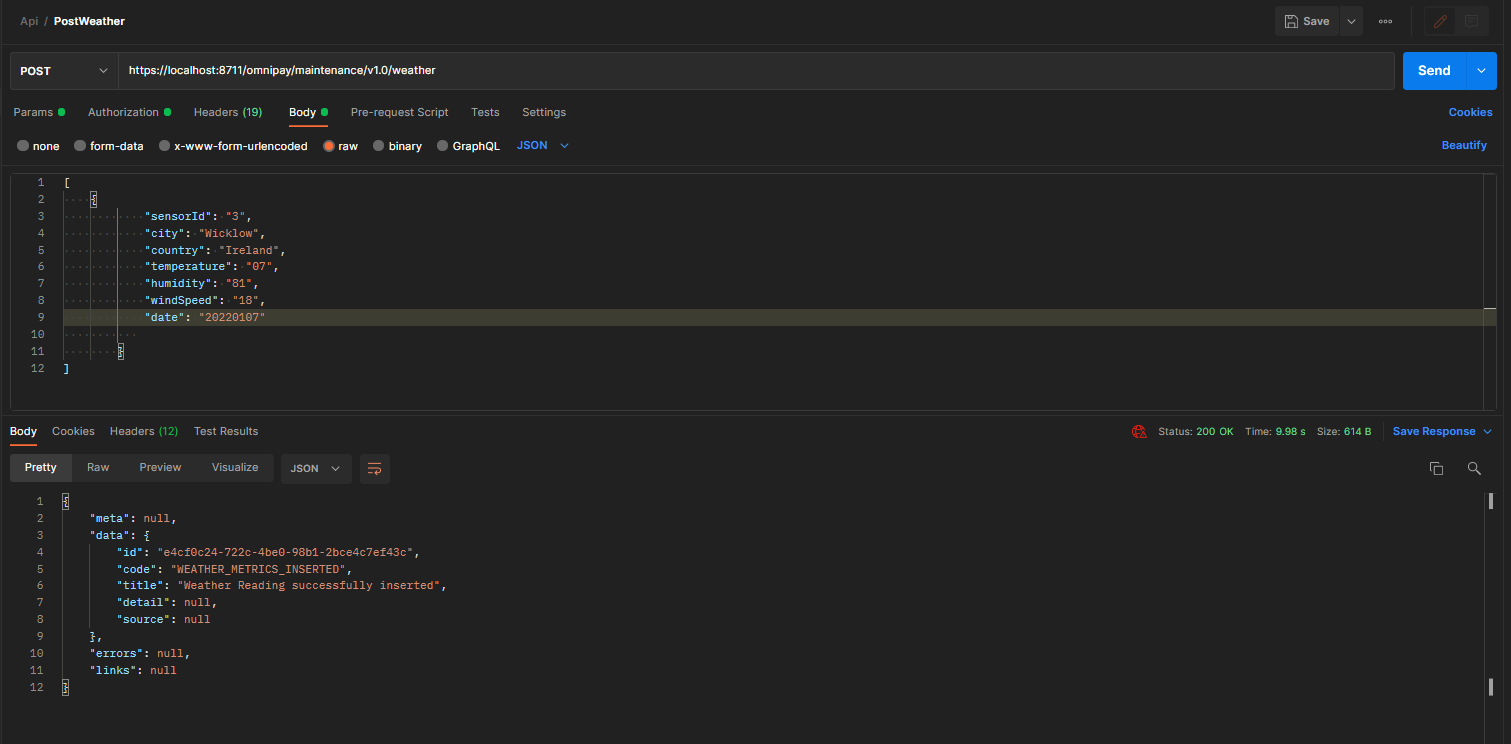 Api / PostWeather
Save
POST
https://localhost:8711/omnipay/maintenance/v1.0/weather
Send
Params Authorization Headers (19) Body Pre-request Script Tests Settings Cookies
none form-data x-www-form-urlencoded raw binary GraphQL JSON Beautify
1 [
2 {
3 "sensorId": "3",
4 "city": "Wicklow",
5 "country": "Ireland",
6 "temperature": "07",
7 "humidity": "81",
8 "windSpeed": "18",
9 "date": "20220107"
10
11 }
12 ]
Body Cookies Headers (12) Test Results Status: 200 OK Time: 9.98 s Size: 614 B Save Response
Pretty Raw Preview Visualize JSON
1 {
2 "meta": null,
3 "data": {
4 "id": "e4cf0c24-722c-4be0-98b1-2bce4c7ef43c",
5 "code": "WEATHER_METRICS_INSERTED",
6 "title": "Weather Reading successfully inserted",
7 "detail": null,
8 "source": null
9 },
10 "errors": null,
11 "links": null
12 }